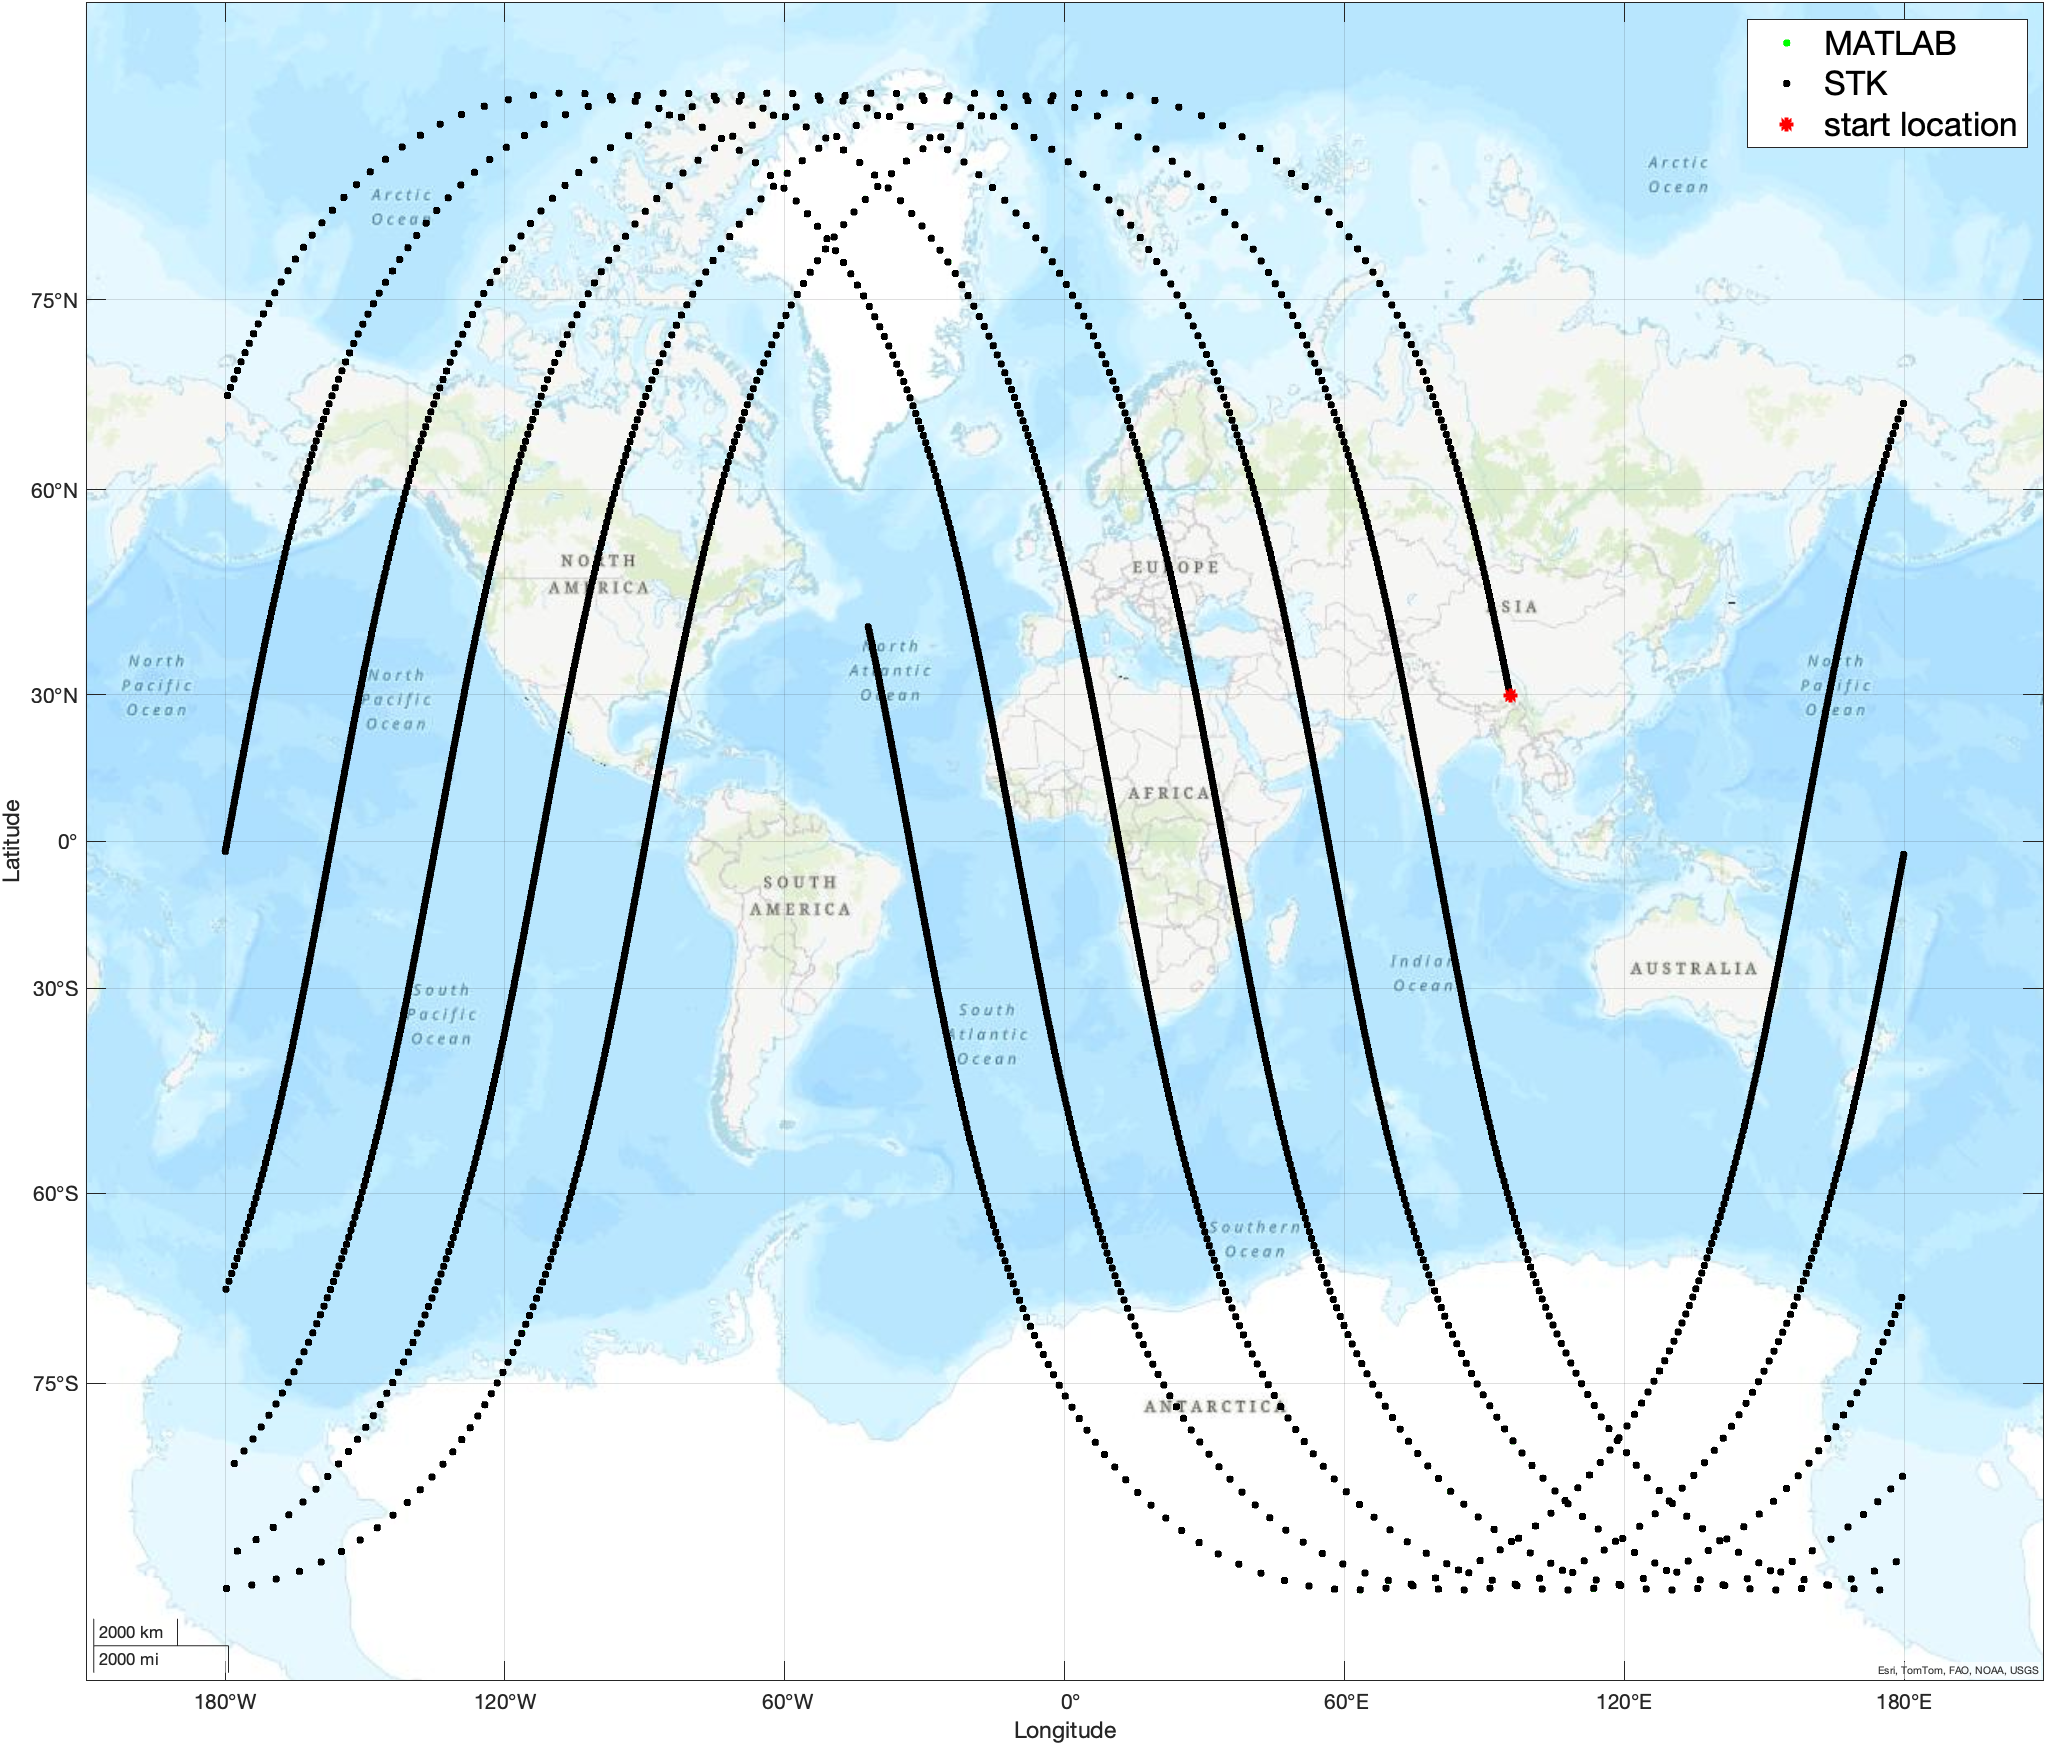 MATLAB
STK
start location
Arctic
Ocean
Arctic
Ocean
75°N
60°N
NORTH
AMERICA
EUROPE
ASIA
North
Pacific
Ocean
North
Pacific
Ocean
North
Atlantic
Ocean
North
Pacific
Ocean
30°N
AFRICA
Latitude
0°
SOUTH
AMERICA
Indian
Ocean
AUSTRALIA
30°S
South
Pacific
Ocean
South
Atlantic
Ocean
60°S
Southern
Ocean
75°S
ANTARCTICA
2000 km
2000 mi
Esri, TomTom, FAO, NOAA, USGS
180°W
120°W
60°W
0°
60°E
120°E
180°E
Longitude